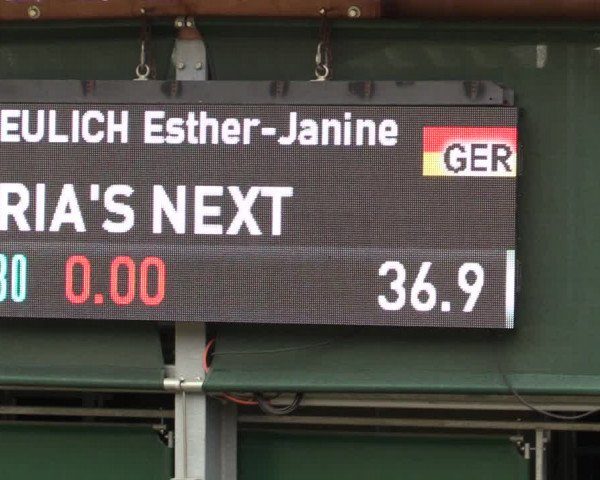 EULICH Esther-Janine GER
RIA'S NEXT
30 0.00 36.9